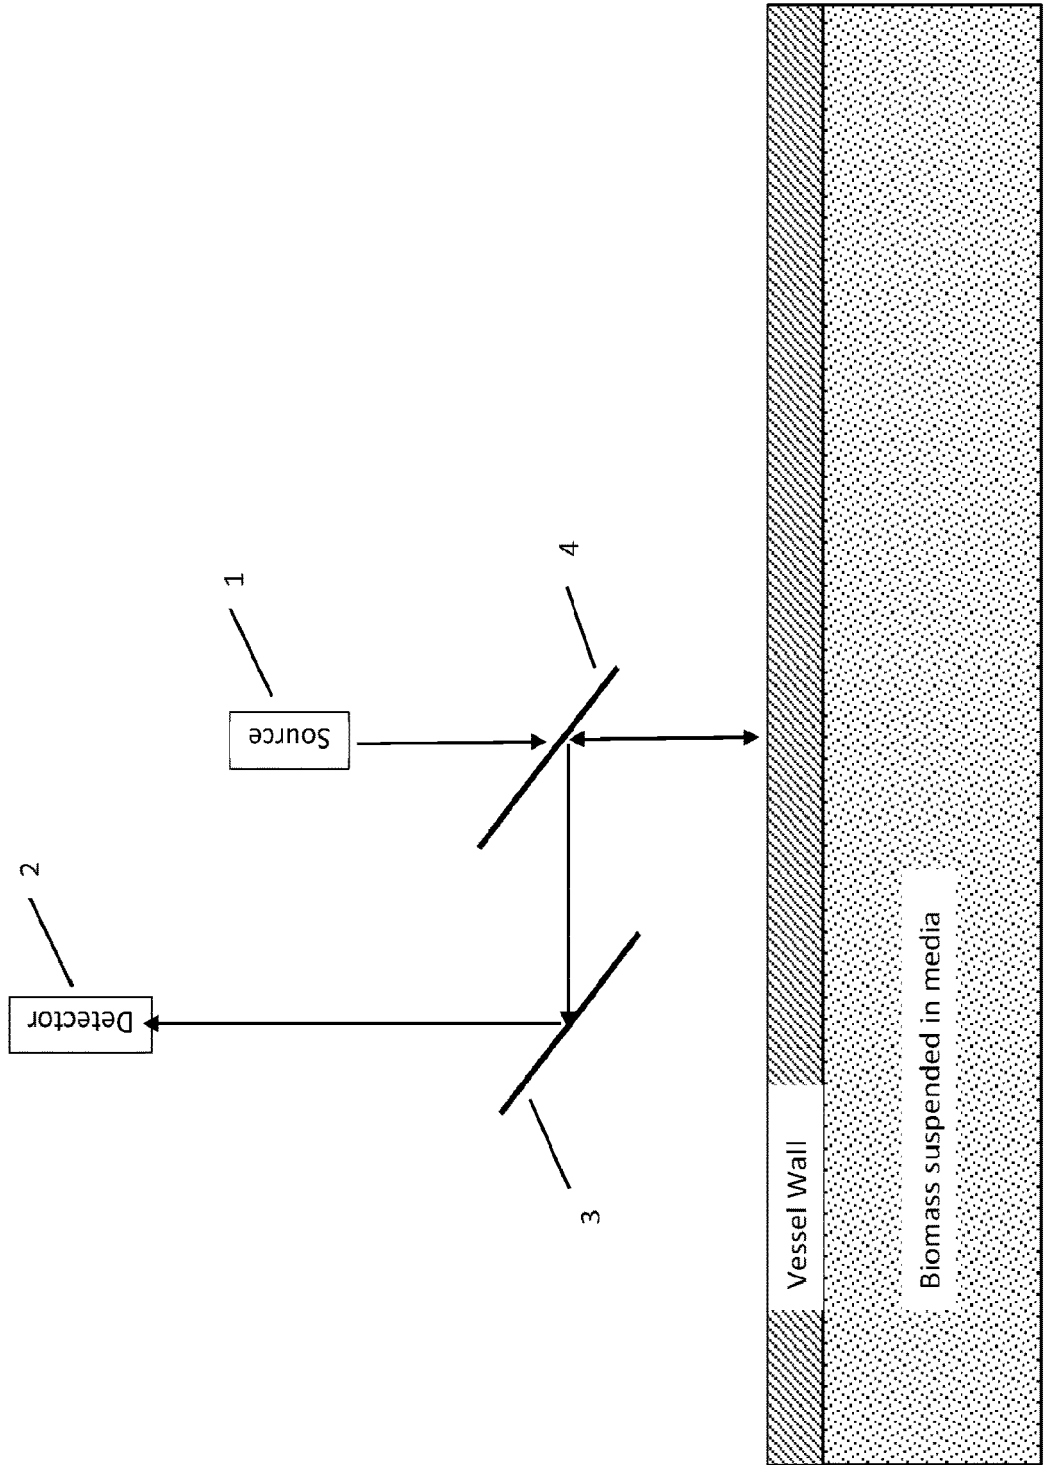 2
Detector
1
Source
4
3
Vessel Wall
Biomass suspended in media